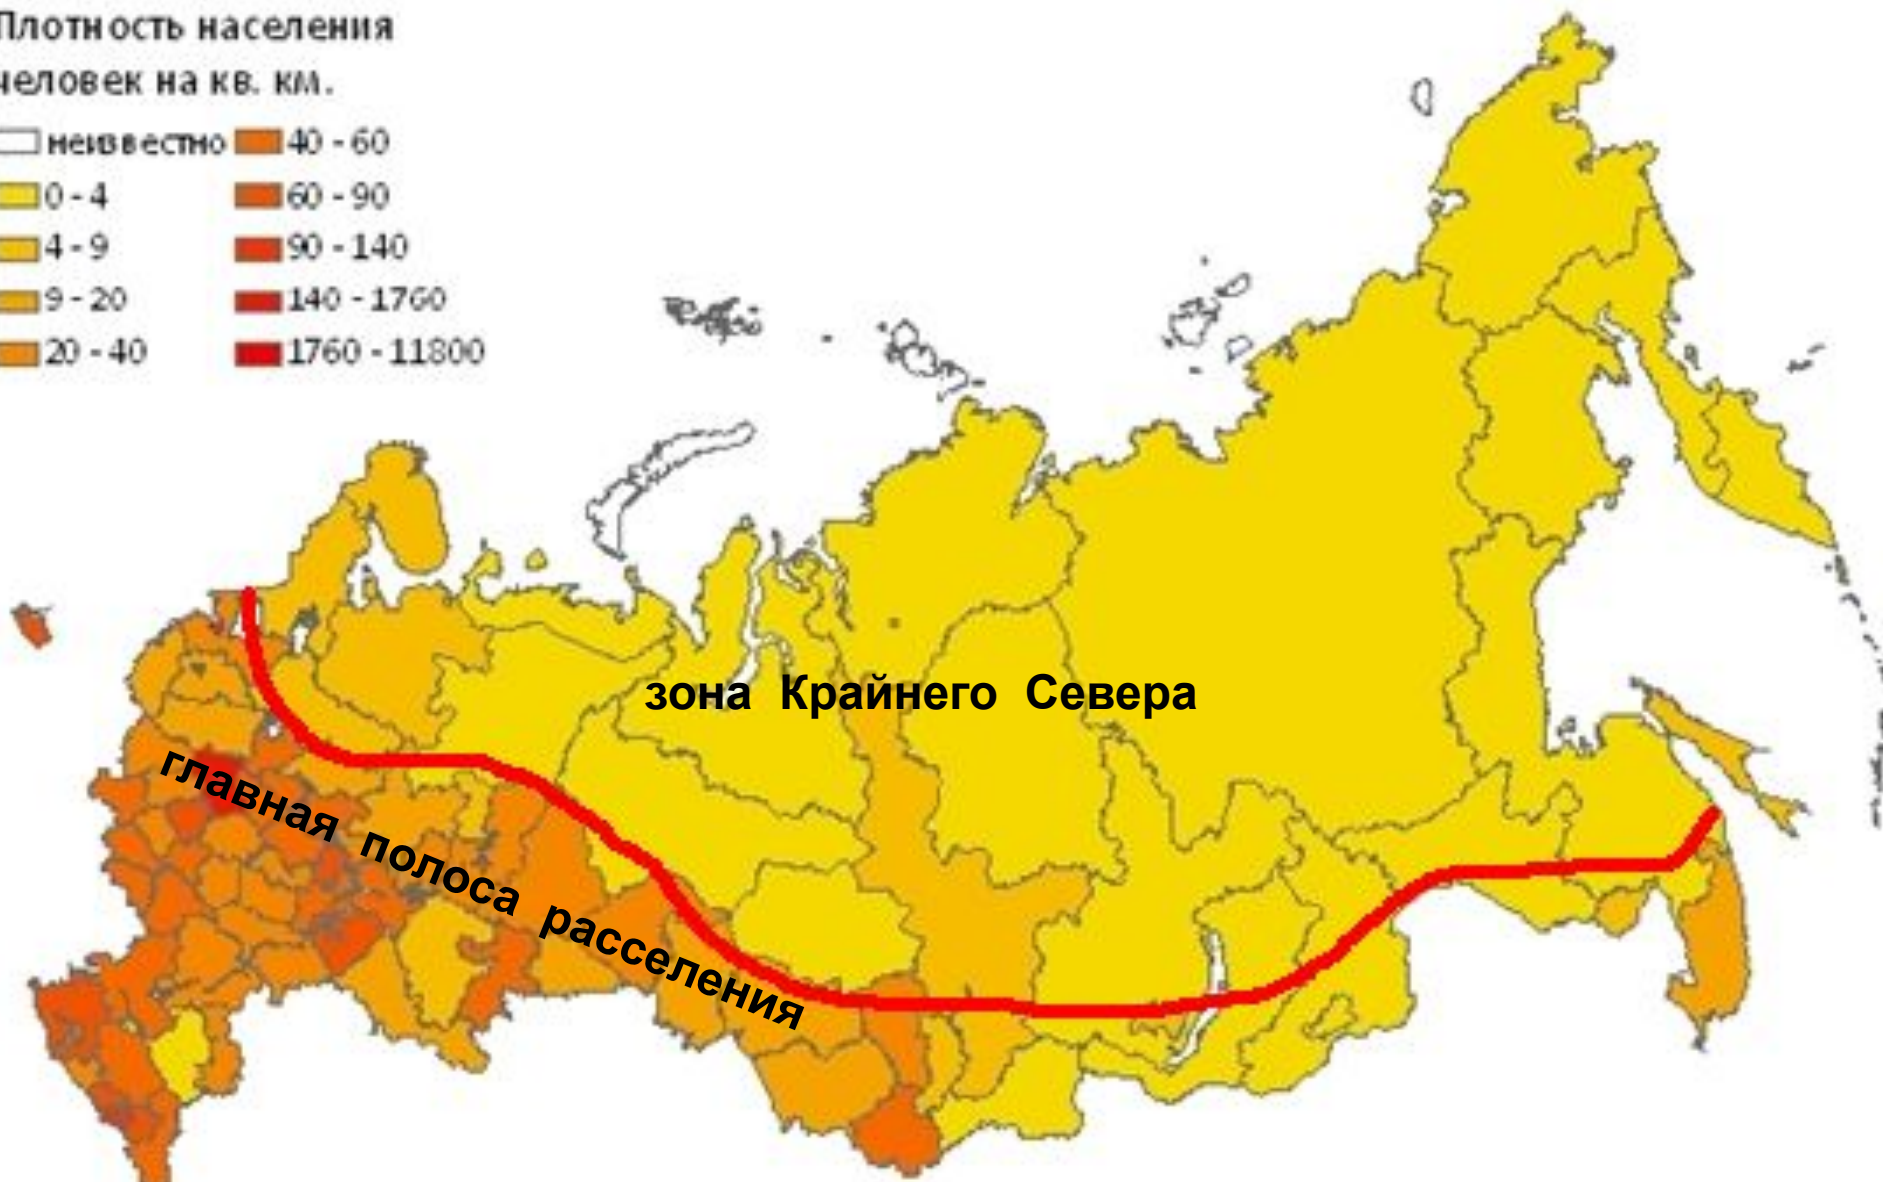 Плотность населения
человек на кв. км.
неизвестно
0 - 4
4 - 9
9 - 20
20 - 40
40 - 60
60 - 90
90 - 140
140 - 1760
1760 - 11800
зона Крайнего Севера
главная полоса расселения